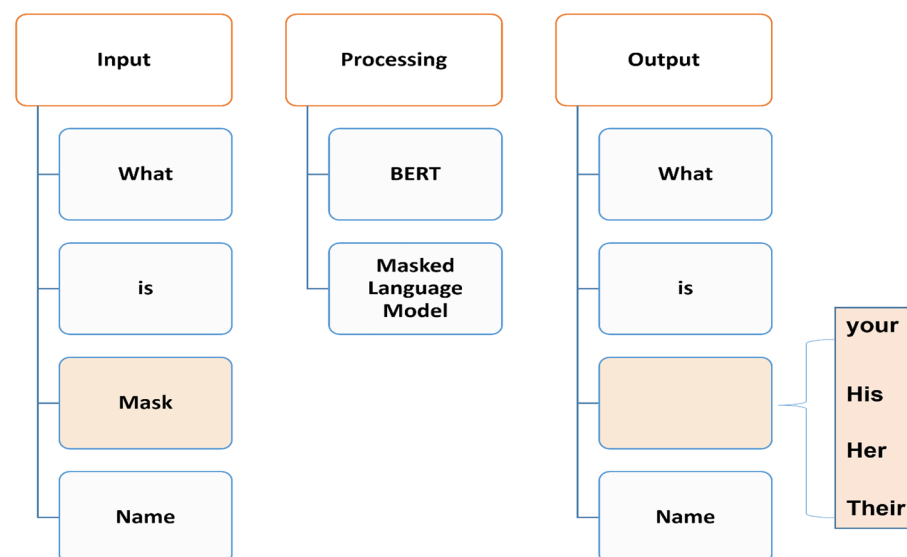 Input
What
is
Mask
Name
Processing
BERT
Masked
Language
Model
Output
What
is
Name
your
His
Her
Their